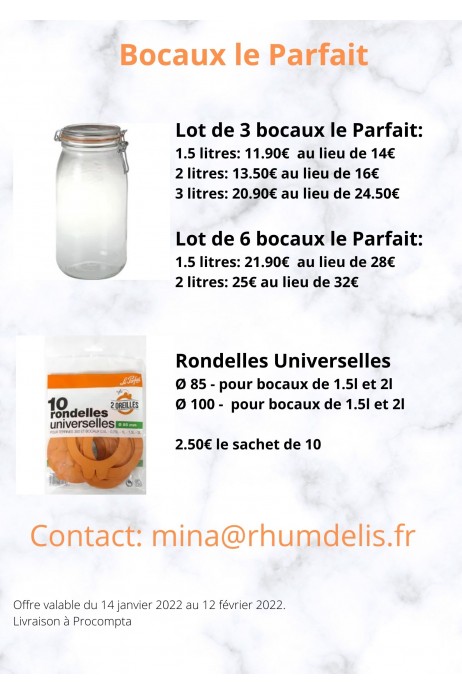 Bocaux le Parfait
Lot de 3 bocaux le Parfait:
1.5 litres: 11.90€ au lieu de 14€
2 litres: 13.50€ au lieu de 16€
3 litres: 20.90€ au lieu de 24.50€
Lot de 6 bocaux le Parfait:
1.5 litres: 21.90€ au lieu de 28€
2 litres: 25€ au lieu de 32€
10
rondelles
universelles
2 OREILLES
Rondelles Universelles
Ø 85 - pour bocaux de 1.5l et 2l
Ø 100 - pour bocaux de 1.5l et 2l
2.50€ le sachet de 10
Contact: mina@rhumdelis.fr
Offre valable du 14 janvier 2022 au 12 février 2022.
Livraison à Procompta